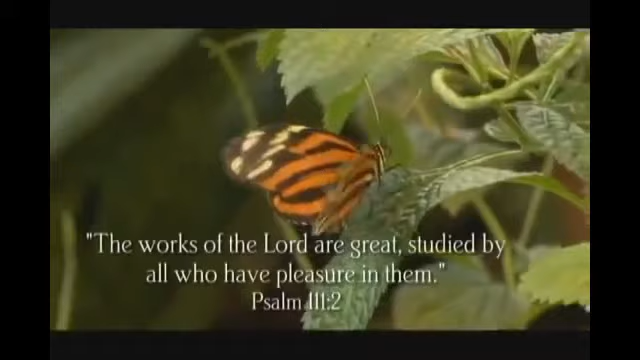 "The works of the Lord are great, studied by
all who have pleasure in them."
Psalm 111:2